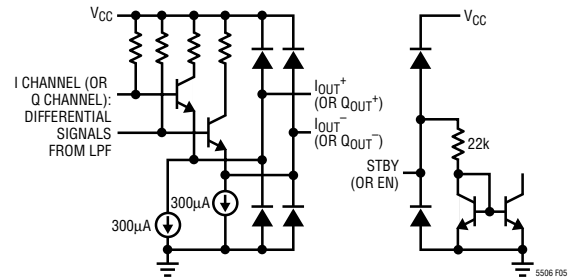 VCC
VCC
I CHANNEL (OR
Q CHANNEL):
DIFFERENTIAL
SIGNALS
FROM LPF
IOUT+
(OR QOUT+)
IOUT–
(OR QOUT–)
22k
STBY
(OR EN)
300µA
300µA
5506 F05